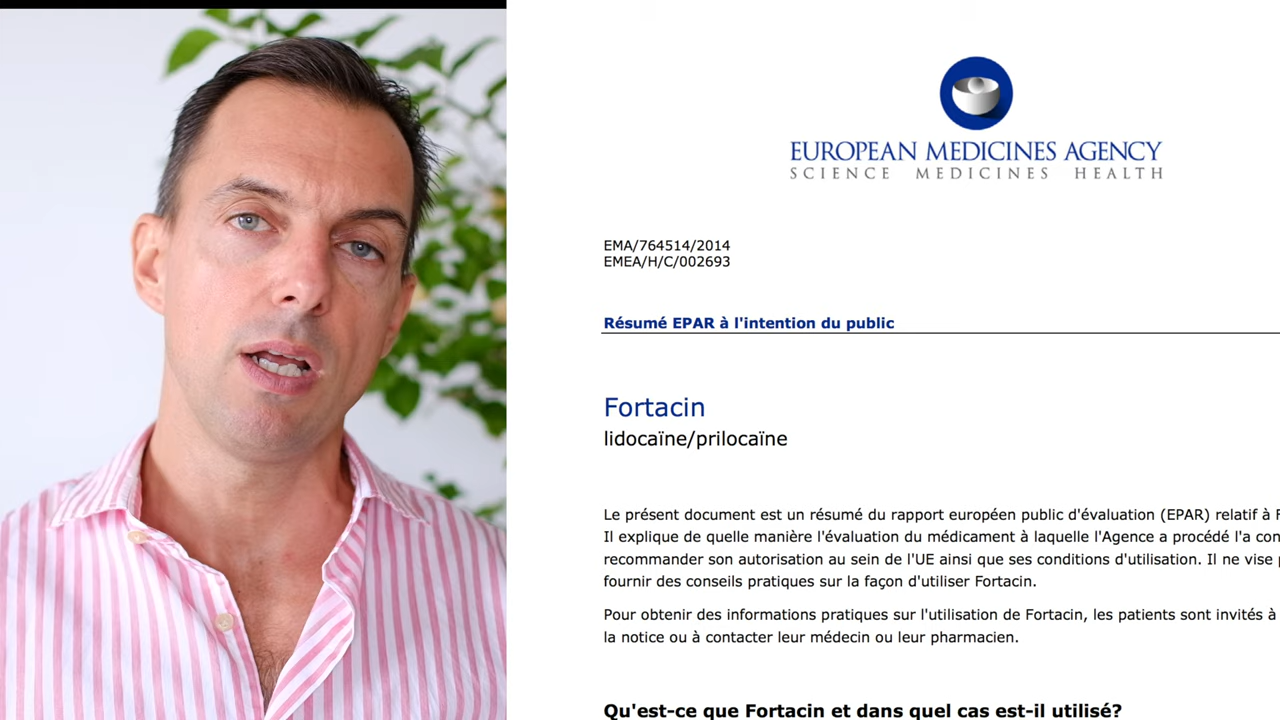 EUROPEAN MEDICINES AGENCY
SCIENCE MEDICINES HEALTH
EMA/764514/2014
EMEA/H/C/002693
Résumé EPAR à l'intention du public
Fortacin
lidocaïne/prilocaïne
Le présent document est un résumé du rapport européen public d'évaluation (EPAR) relatif à
Il explique de quelle manière l'évaluation du médicament à laquelle l'Agence a procédé l'a
recommander son autorisation au sein de l'UE ainsi que ses conditions d'utilisation. Il ne vise
fournir des conseils pratiques sur la façon d'utiliser Fortacin.
Pour obtenir des informations pratiques sur l'utilisation de Fortacin, les patients sont invités à
la notice ou à contacter leur médecin ou leur pharmacien.
Qu'est-ce que Fortacin et dans quel cas est-il utilisé?